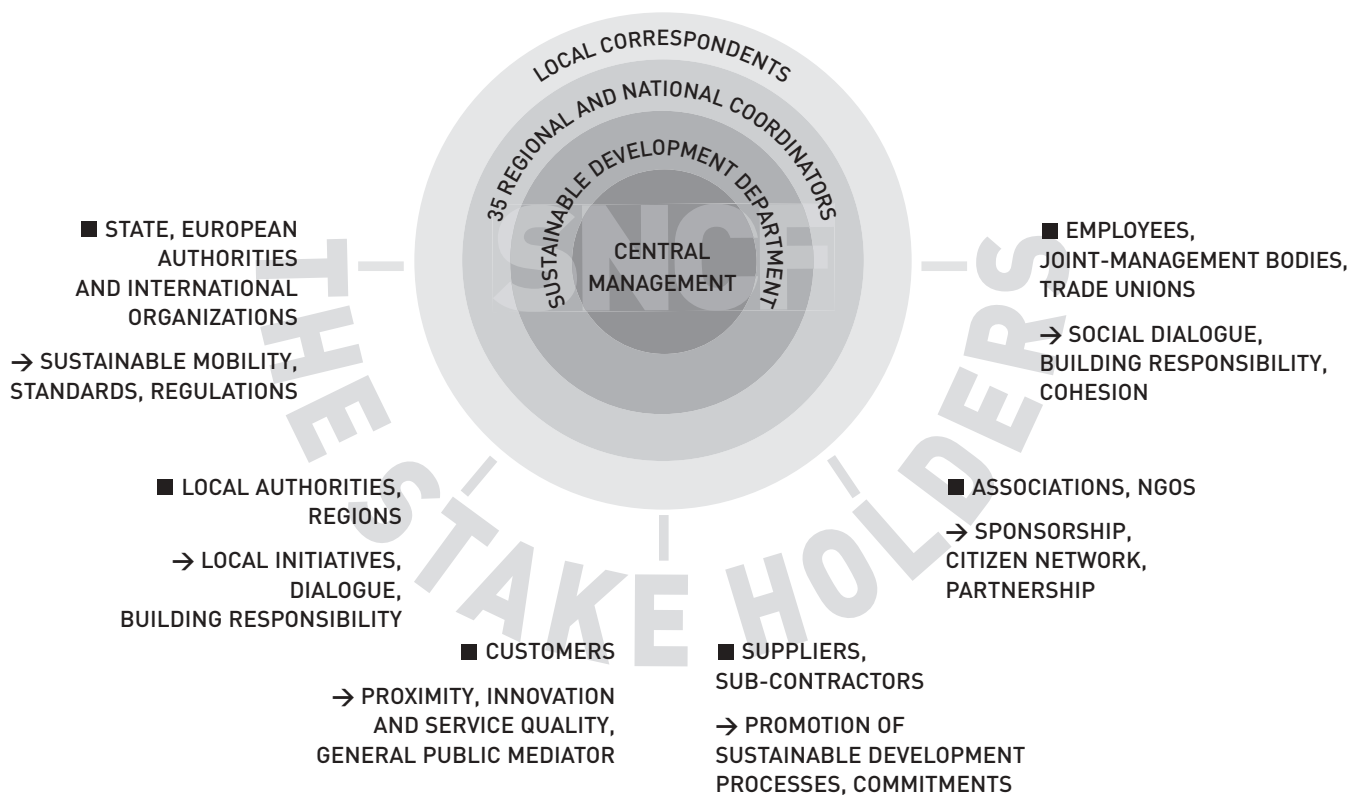 LOCAL CORRESPONDENTS
35 REGIONAL AND NATIONAL COORDINATORS
SUSTAINABLE DEVELOPMENT DEPARTMENT
SNCF
CENTRAL
MANAGEMENT
THE STAKE HOLDERS
■ STATE, EUROPEAN
AUTHORITIES
AND INTERNATIONAL
ORGANIZATIONS
→ SUSTAINABLE MOBILITY,
STANDARDS, REGULATIONS
■ LOCAL AUTHORITIES,
REGIONS
→ LOCAL INITIATIVES,
DIALOGUE,
BUILDING RESPONSIBILITY
■ CUSTOMERS
→ PROXIMITY, INNOVATION
AND SERVICE QUALITY,
GENERAL PUBLIC MEDIATOR
■ SUPPLIERS,
SUB-CONTRACTORS
→ PROMOTION OF
SUSTAINABLE DEVELOPMENT
PROCESSES, COMMITMENTS
■ ASSOCIATIONS, NGOS
→ SPONSORSHIP,
CITIZEN NETWORK,
PARTNERSHIP
■ EMPLOYEES,
JOINT-MANAGEMENT BODIES,
TRADE UNIONS
→ SOCIAL DIALOGUE,
BUILDING RESPONSIBILITY,
COHESION